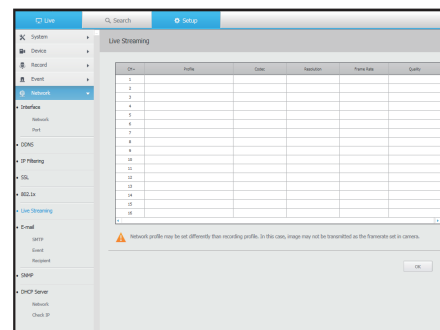 Live
Search
Setup
System
Device
Record
Event
Network
Interface
Network
Port
DDNS
IP Filtering
SSL
802.1x
Live Streaming
E-mail
SMTP
Event
Recipient
SNMP
DHCP Server
Network
Check IP
Live Streaming
CH Profile Codec Resolution Frame Rate Quality
1
2
3
4
5
6
7
8
9
10
11
12
13
14
15
16
Network profile may be set differently than recording profile. In this case, image may not be transmitted as the framerate set in camera.
OK